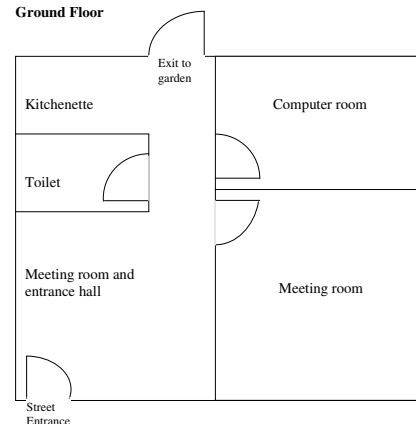 Ground Floor
Exit to
garden
Kitchenette
Computer room
Toilet
Meeting room and
entrance hall
Meeting room
Street
Entrance